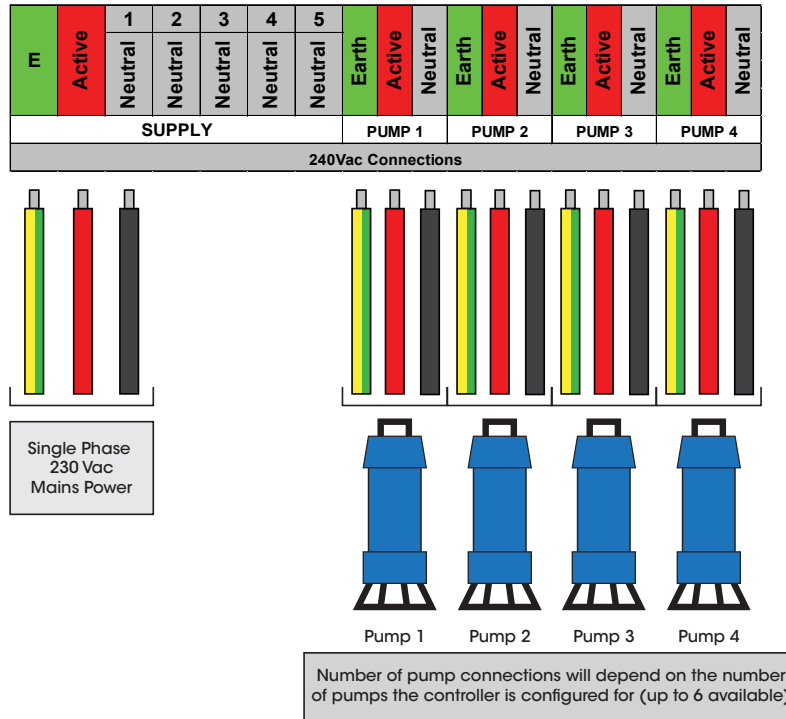 1 2 3 4 5
E Active Neutral Neutral Neutral Neutral Neutral Earth Active Neutral Earth Active Neutral Earth Active Neutral Earth Active Neutral
SUPPLY PUMP 1 PUMP 2 PUMP 3 PUMP 4
240Vac Connections
Single Phase
230 Vac
Mains Power
Pump 1 Pump 2 Pump 3 Pump 4
Number of pump connections will depend on the number
of pumps the controller is configured for (up to 6 available)